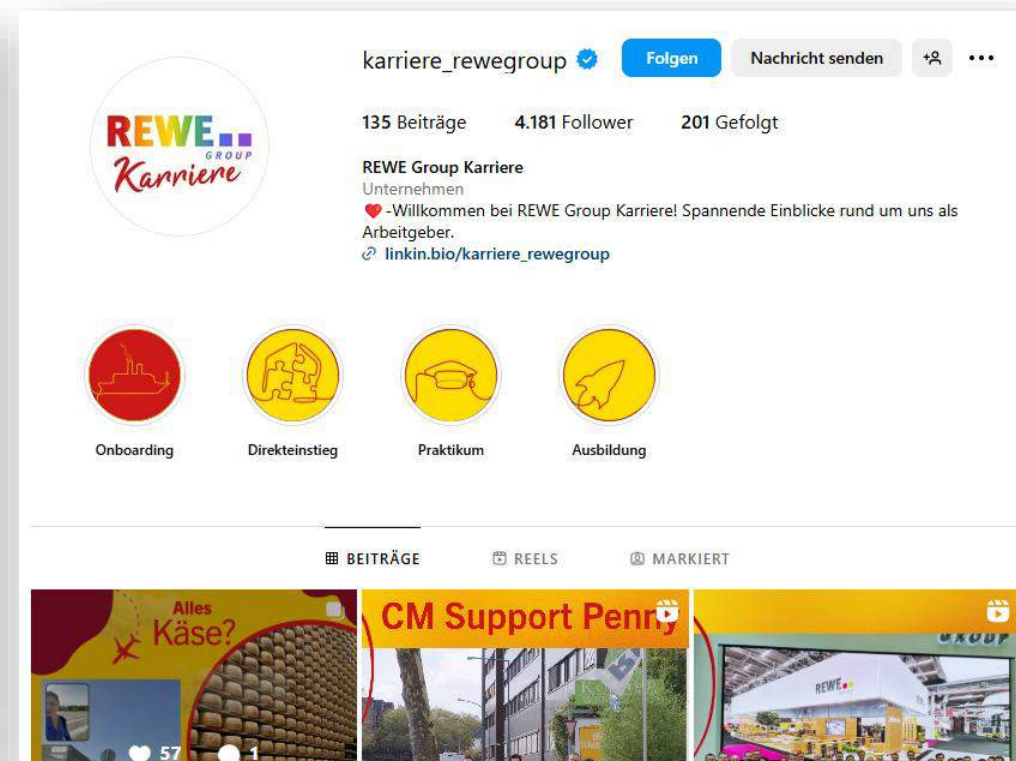 karriere_rewegroup
Folgen
Nachricht senden
135 Beiträge
4.181 Follower
201 Gefolgt
REWE
GROUP
Karriere
REWE Group Karriere
Unternehmen
❤️-Willkommen bei REWE Group Karriere! Spannende Einblicke rund um uns als
Arbeitgeber.
linkin.bio/karriere_rewegroup
Onboarding
Direkteinstieg
Praktikum
Ausbildung
BEITRÄGE
REELS
MARKIERT
Alles
Käse?
57
1
CM Support Penny
GROUP
REWE